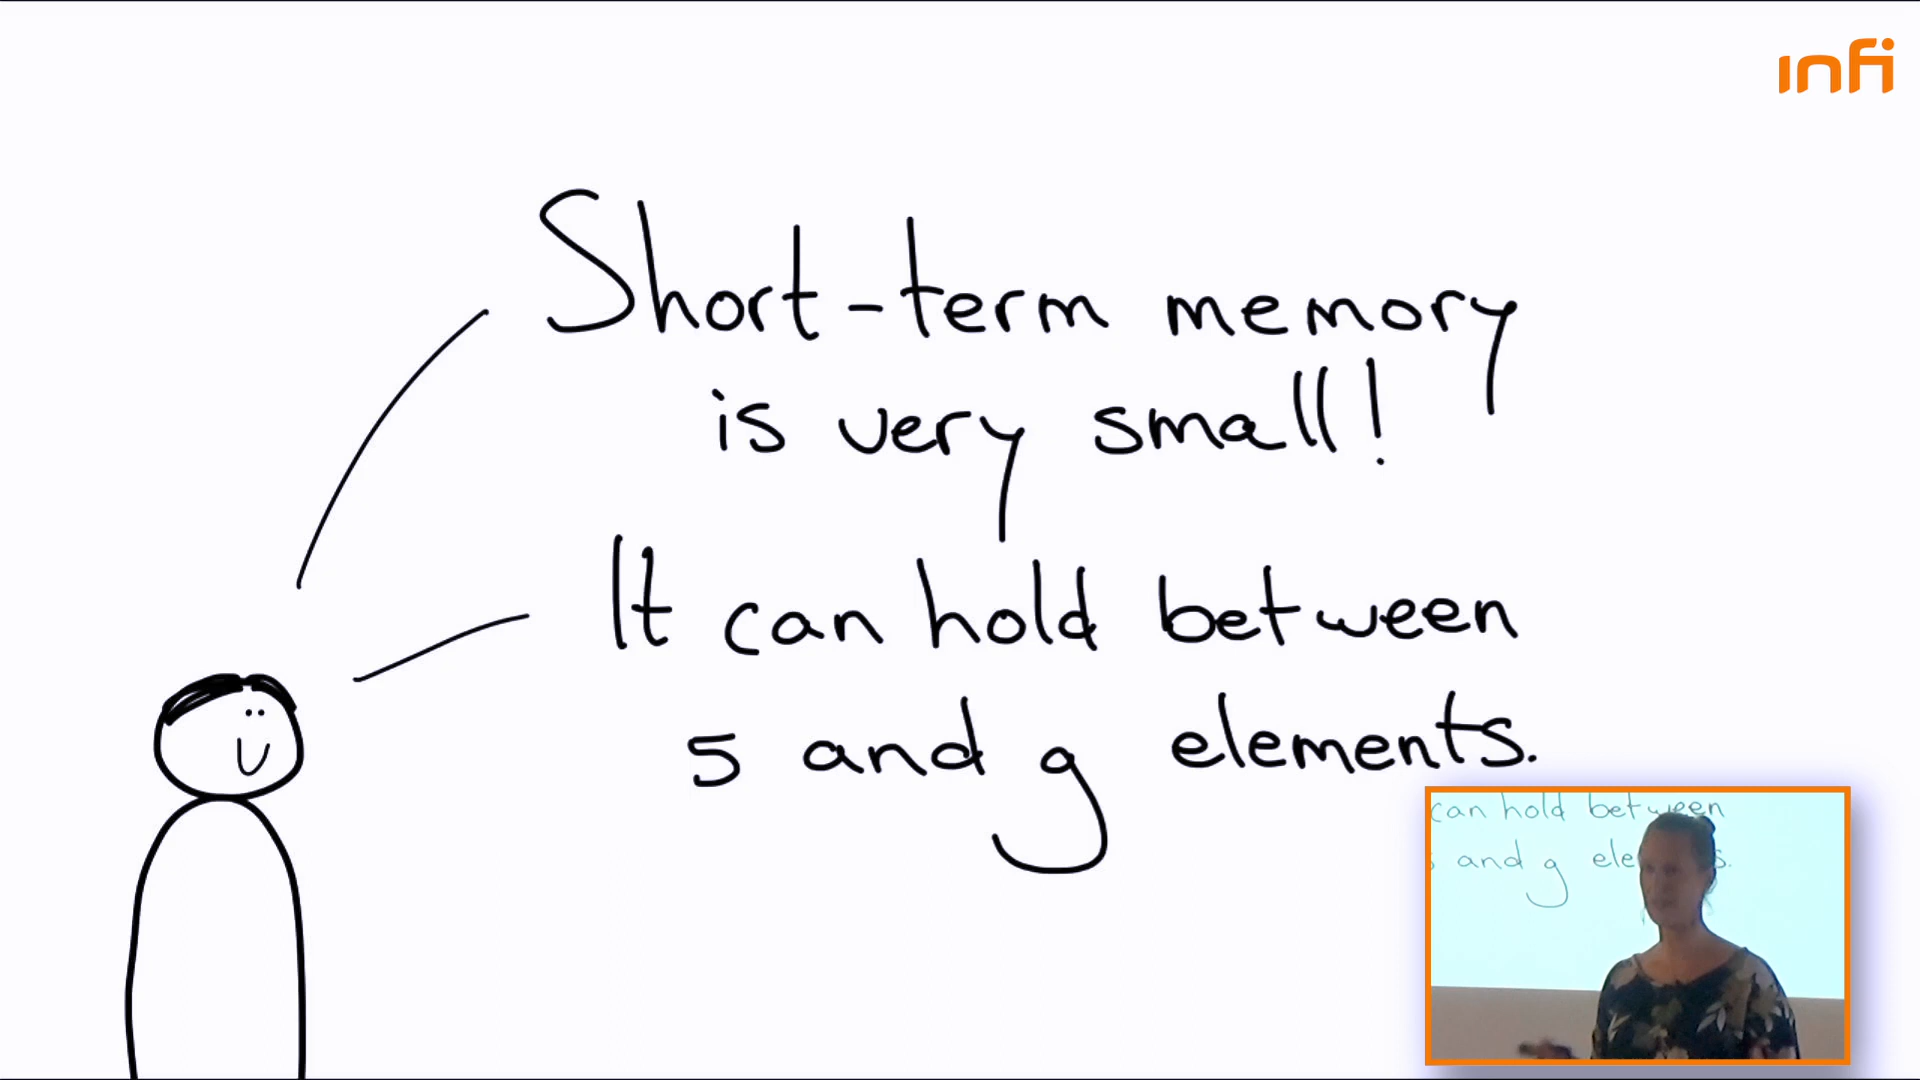 infi
Short-term memory
is very small!
It can hold between
5 and 9 elements.
can hold between
and 9 ele s.